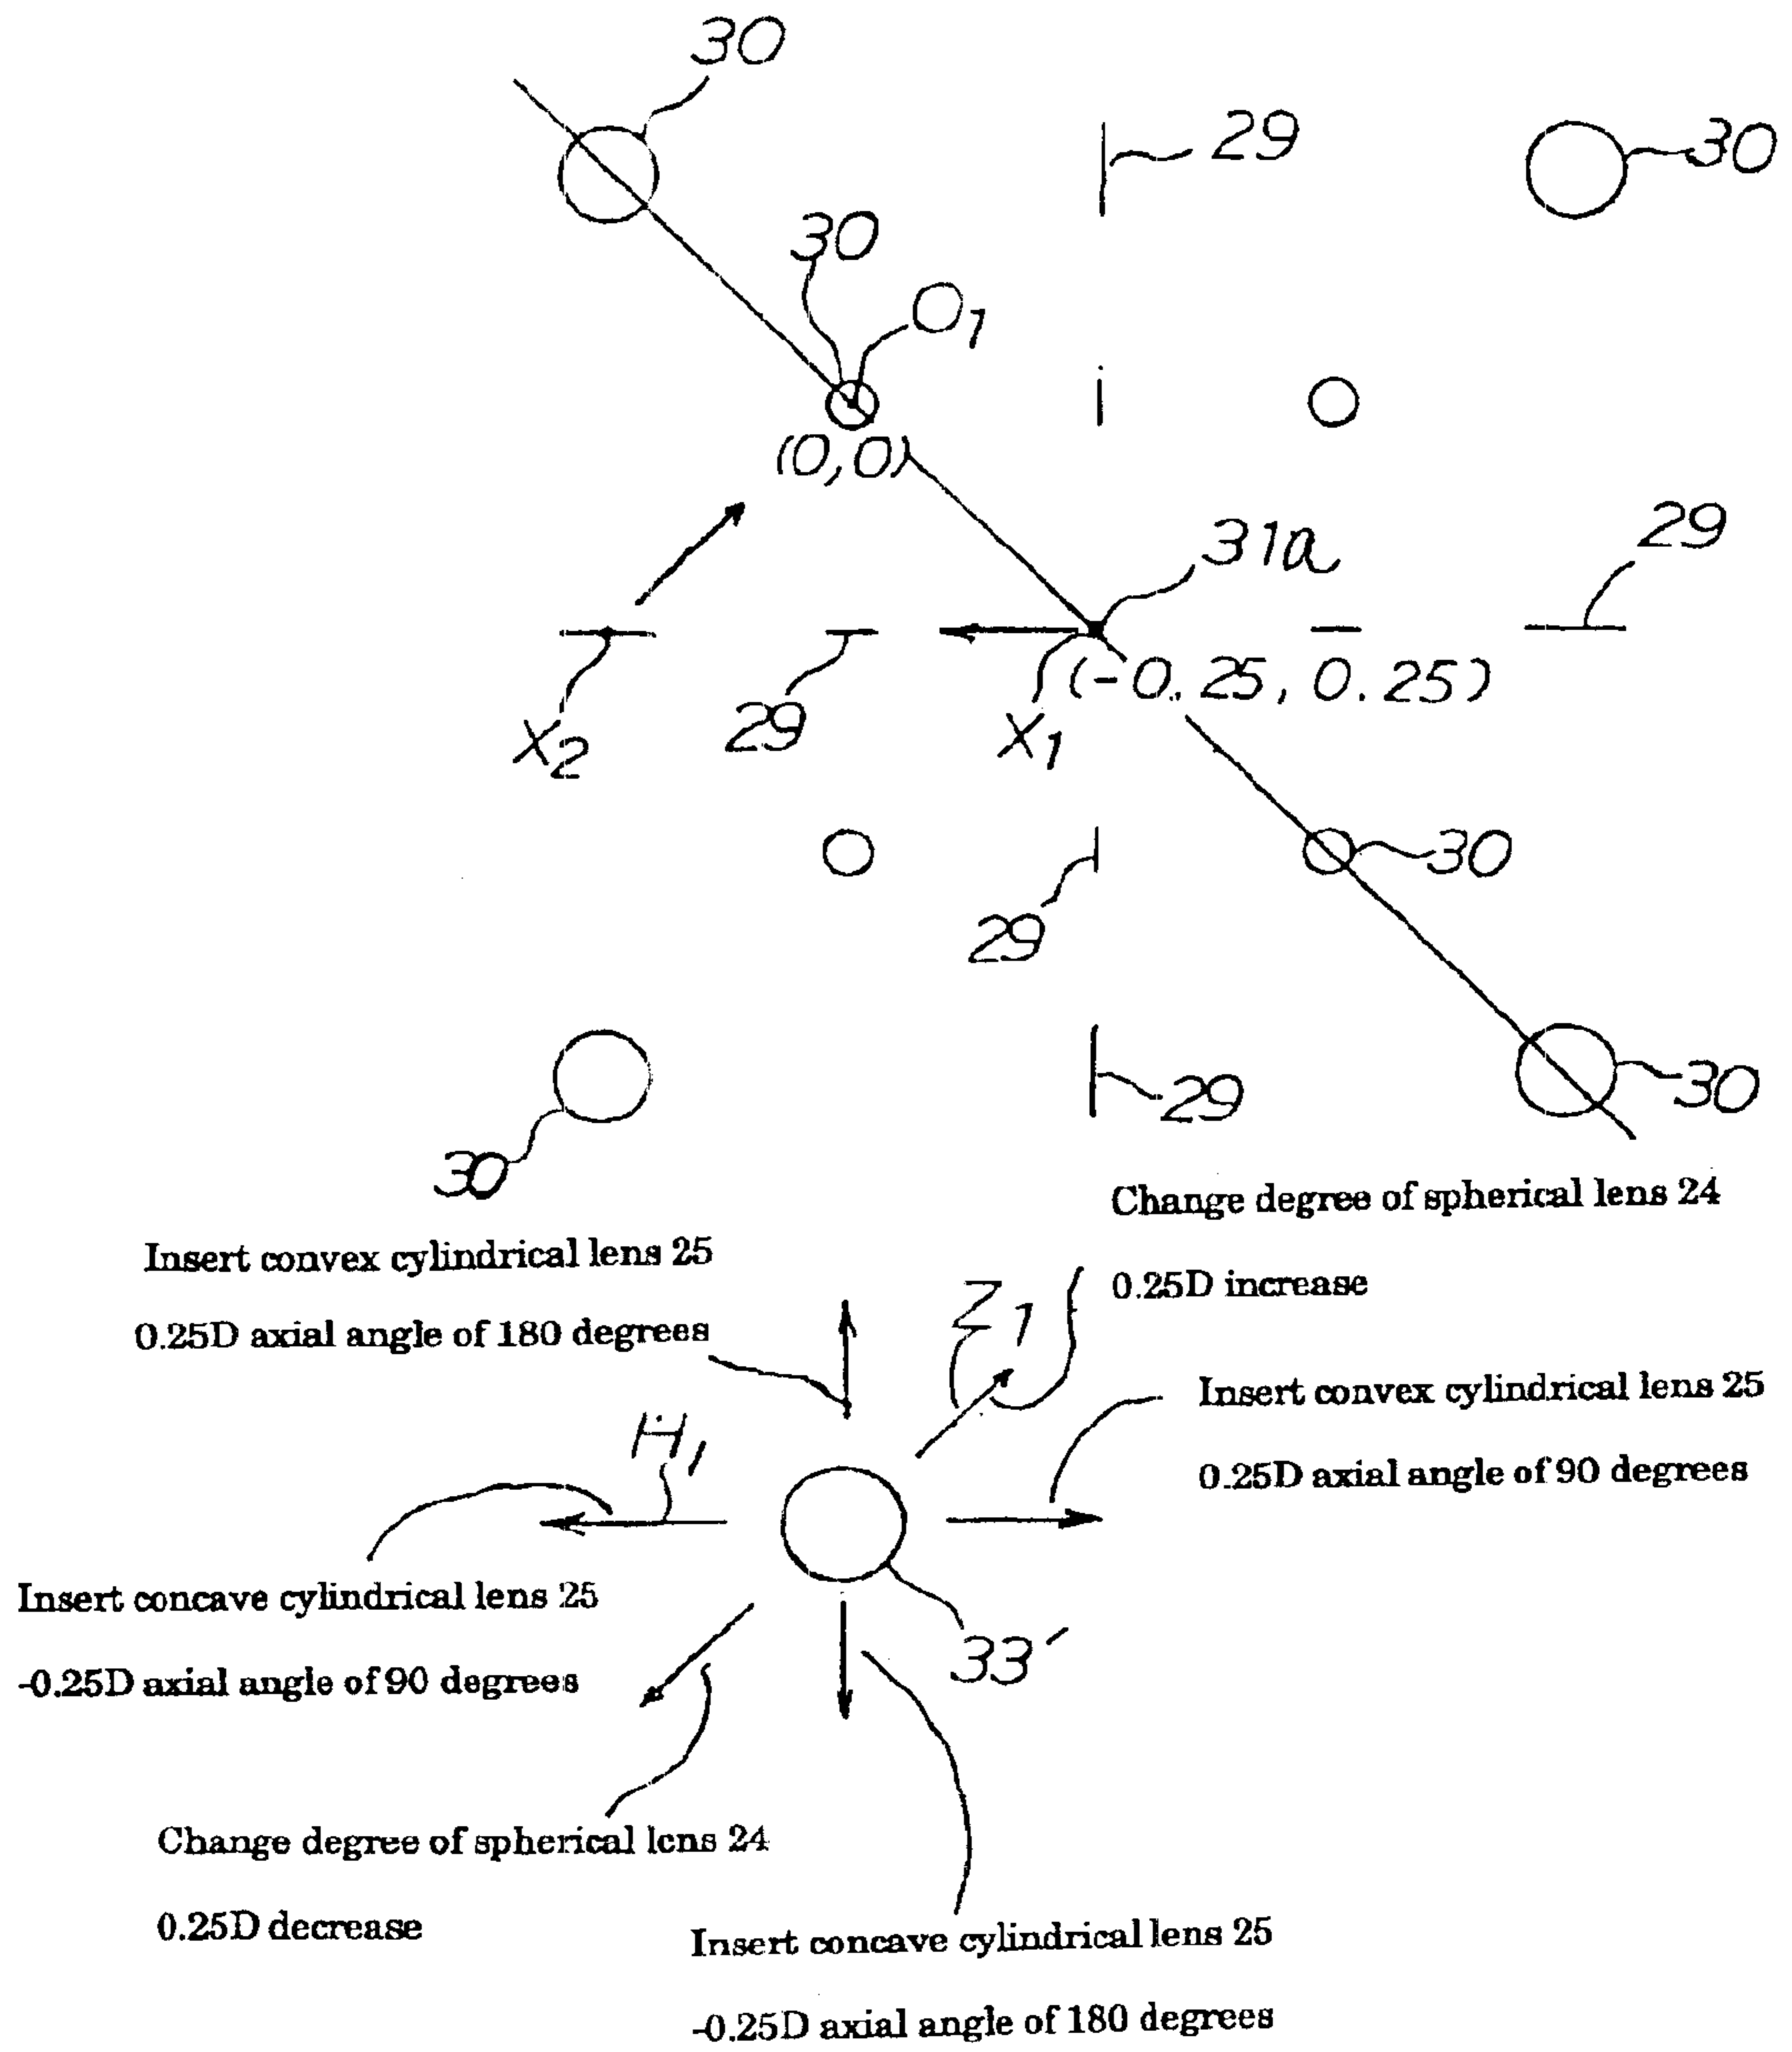 30
29
30
30
O1
(0,0)
31a
29
(-0.25, 0.25)
X2
29
X1
30
29
29
30
30
Change degree of spherical lens 24
0.25D increase
Insert convex cylindrical lens 25
0.25D axial angle of 180 degrees
Z1
Insert convex cylindrical lens 25
0.25D axial angle of 90 degrees
H1
Insert concave cylindrical lens 25
-0.25D axial angle of 90 degrees
33'
Change degree of spherical lens 24
0.25D decrease
Insert concave cylindrical lens 25
-0.25D axial angle of 180 degrees